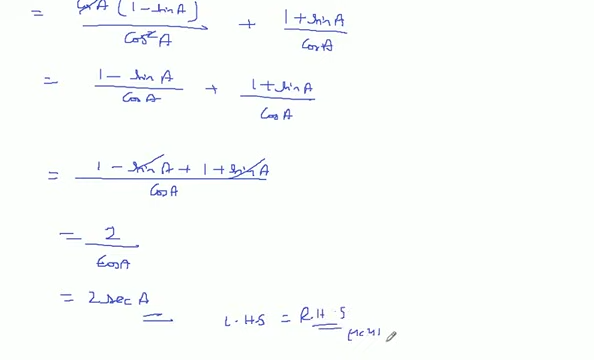 = cosA (1 - sinA) / cos²A + 1 + sinA / cosA
= 1 - sinA / cosA + 1 + sinA / cosA
= 1 - sinA + 1 + sinA / cosA
= 2 / cosA
= 2 sec A
L.H.S = R.H.S